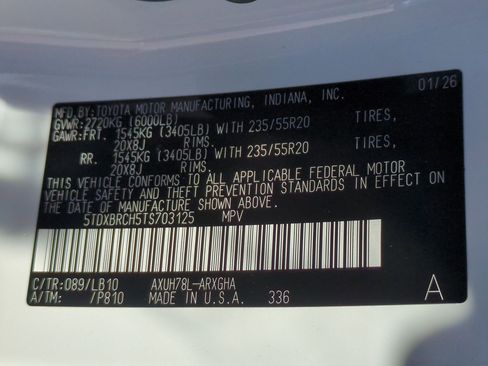 MFD.BY:TOYOTA MOTOR MANUFACTURING, INDIANA, INC. 01/26
GVWR:2720KG (6000LB)
GAWR:FRT. 1545KG (3405LB) WITH 235/55R20 TIRES,
20X8J RIMS.
RR. 1545KG (3405LB) WITH 235/55R20 TIRES,
20X8J RIMS.
THIS VEHICLE CONFORMS TO ALL APPLICABLE FEDERAL MOTOR
VEHICLE SAFETY AND THEFT PREVENTION STANDARDS IN EFFECT ON
THE DATE OF MANUFACTURE SHOWN ABOVE.
5TDXBRCH5TS703125 MPV
C/TR:089/LB10 AXUH78L-ARXGHA
A/TM: /P810 MADE IN U.S.A. 336 A